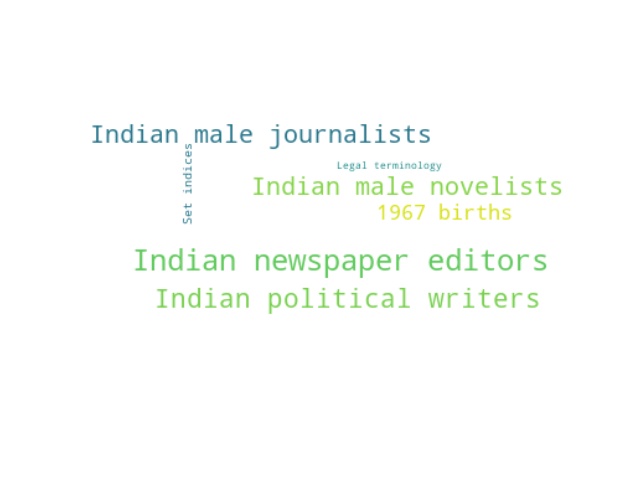 Indian male journalists
Set indices
Legal terminology
Indian male novelists
1967 births
Indian newspaper editors
Indian political writers